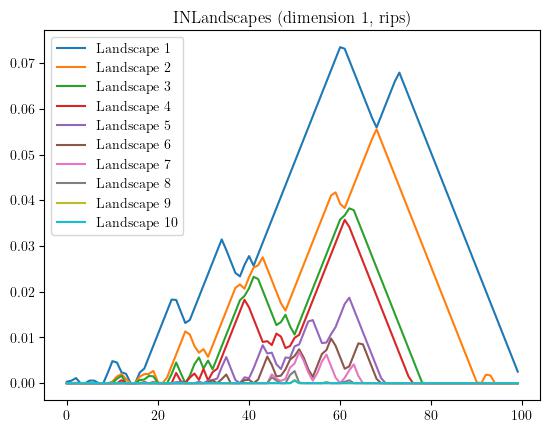 INLandscapes (dimension 1, rips)
Landscape 1
Landscape 2
Landscape 3
Landscape 4
Landscape 5
Landscape 6
Landscape 7
Landscape 8
Landscape 9
Landscape 10
0.07
0.06
0.05
0.04
0.03
0.02
0.01
0.00
0 20 40 60 80 100